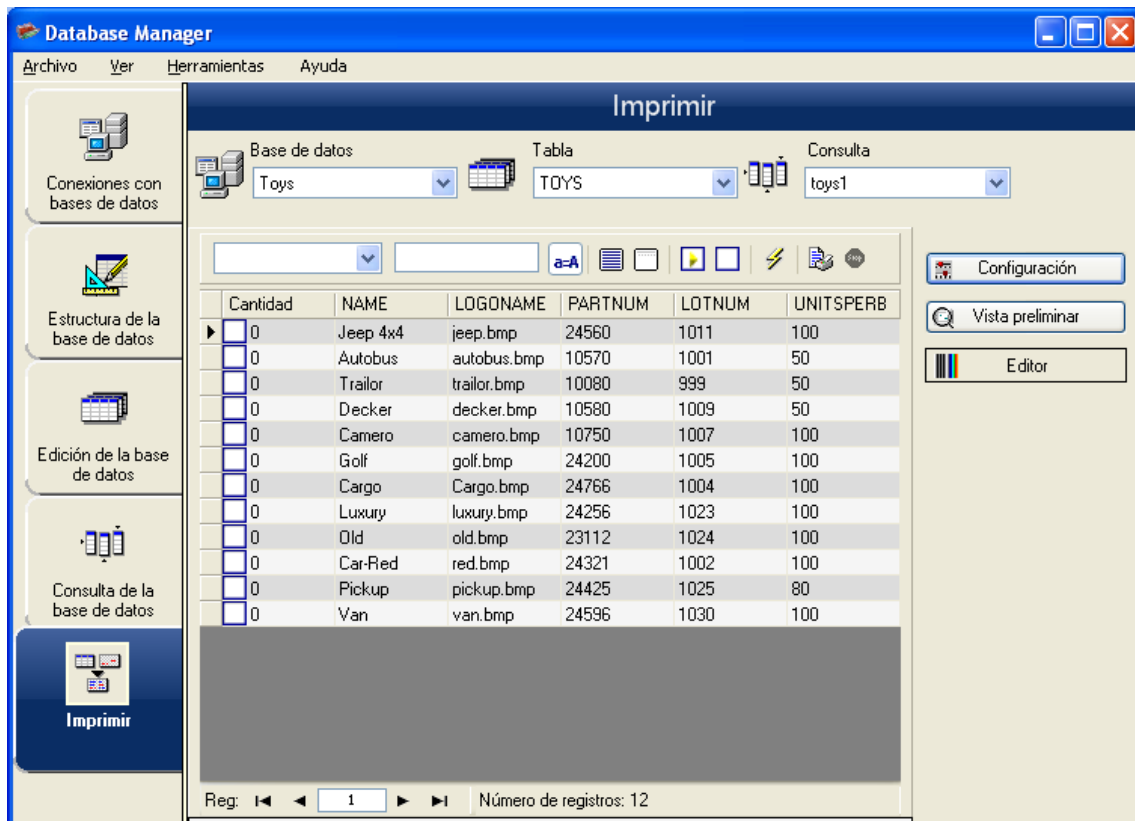 Database Manager
Archivo Ver Herramientas Ayuda
Imprimir
Conexiones con
bases de datos
Estructura de la
base de datos
Edición de la base
de datos
Consulta de la
base de datos
Imprimir
Base de datos Tabla Consulta
Toys TOYS toys1
a=A
Cantidad NAME LOGONAME PARTNUM LOTNUM UNITSPERB
0 Jeep 4x4 jeep.bmp 24560 1011 100
0 Autobus autobus.bmp 10570 1001 50
0 Trailor trailor.bmp 10080 999 50
0 Decker decker.bmp 10580 1009 50
0 Camero camero.bmp 10750 1007 100
0 Golf golf.bmp 24200 1005 100
0 Cargo Cargo.bmp 24766 1004 100
0 Luxury luxury.bmp 24256 1023 100
0 Old old.bmp 23112 1024 100
0 Car-Red red.bmp 24321 1002 100
0 Pickup pickup.bmp 24425 1025 80
0 Van van.bmp 24596 1030 100
Reg: 1 Número de registros: 12
Configuración
Vista preliminar
Editor